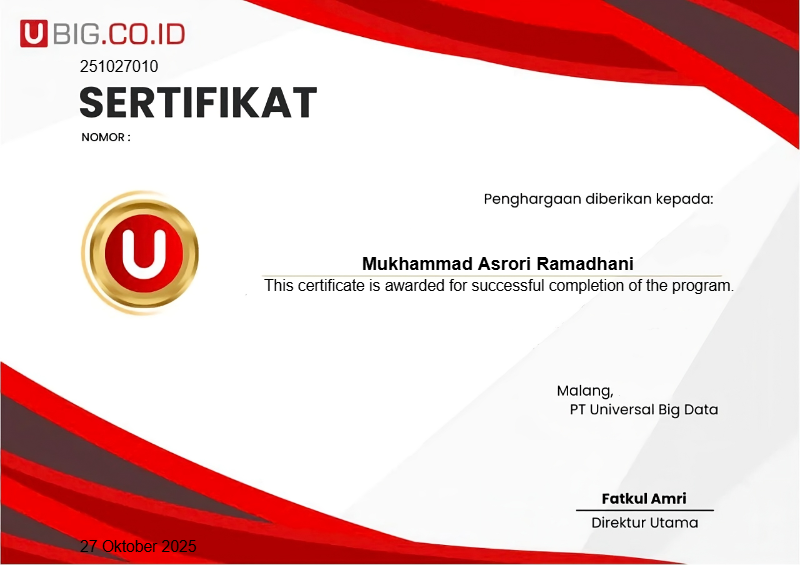 UBIG.CO.ID
251027010
SERTIFIKAT
NOMOR :
Penghargaan diberikan kepada:
U
Mukhammad Asrori Ramadhani
This certificate is awarded for successful completion of the program.
Malang,
PT Universal Big Data
Fatkul Amri
Direktur Utama
27 Oktober 2025